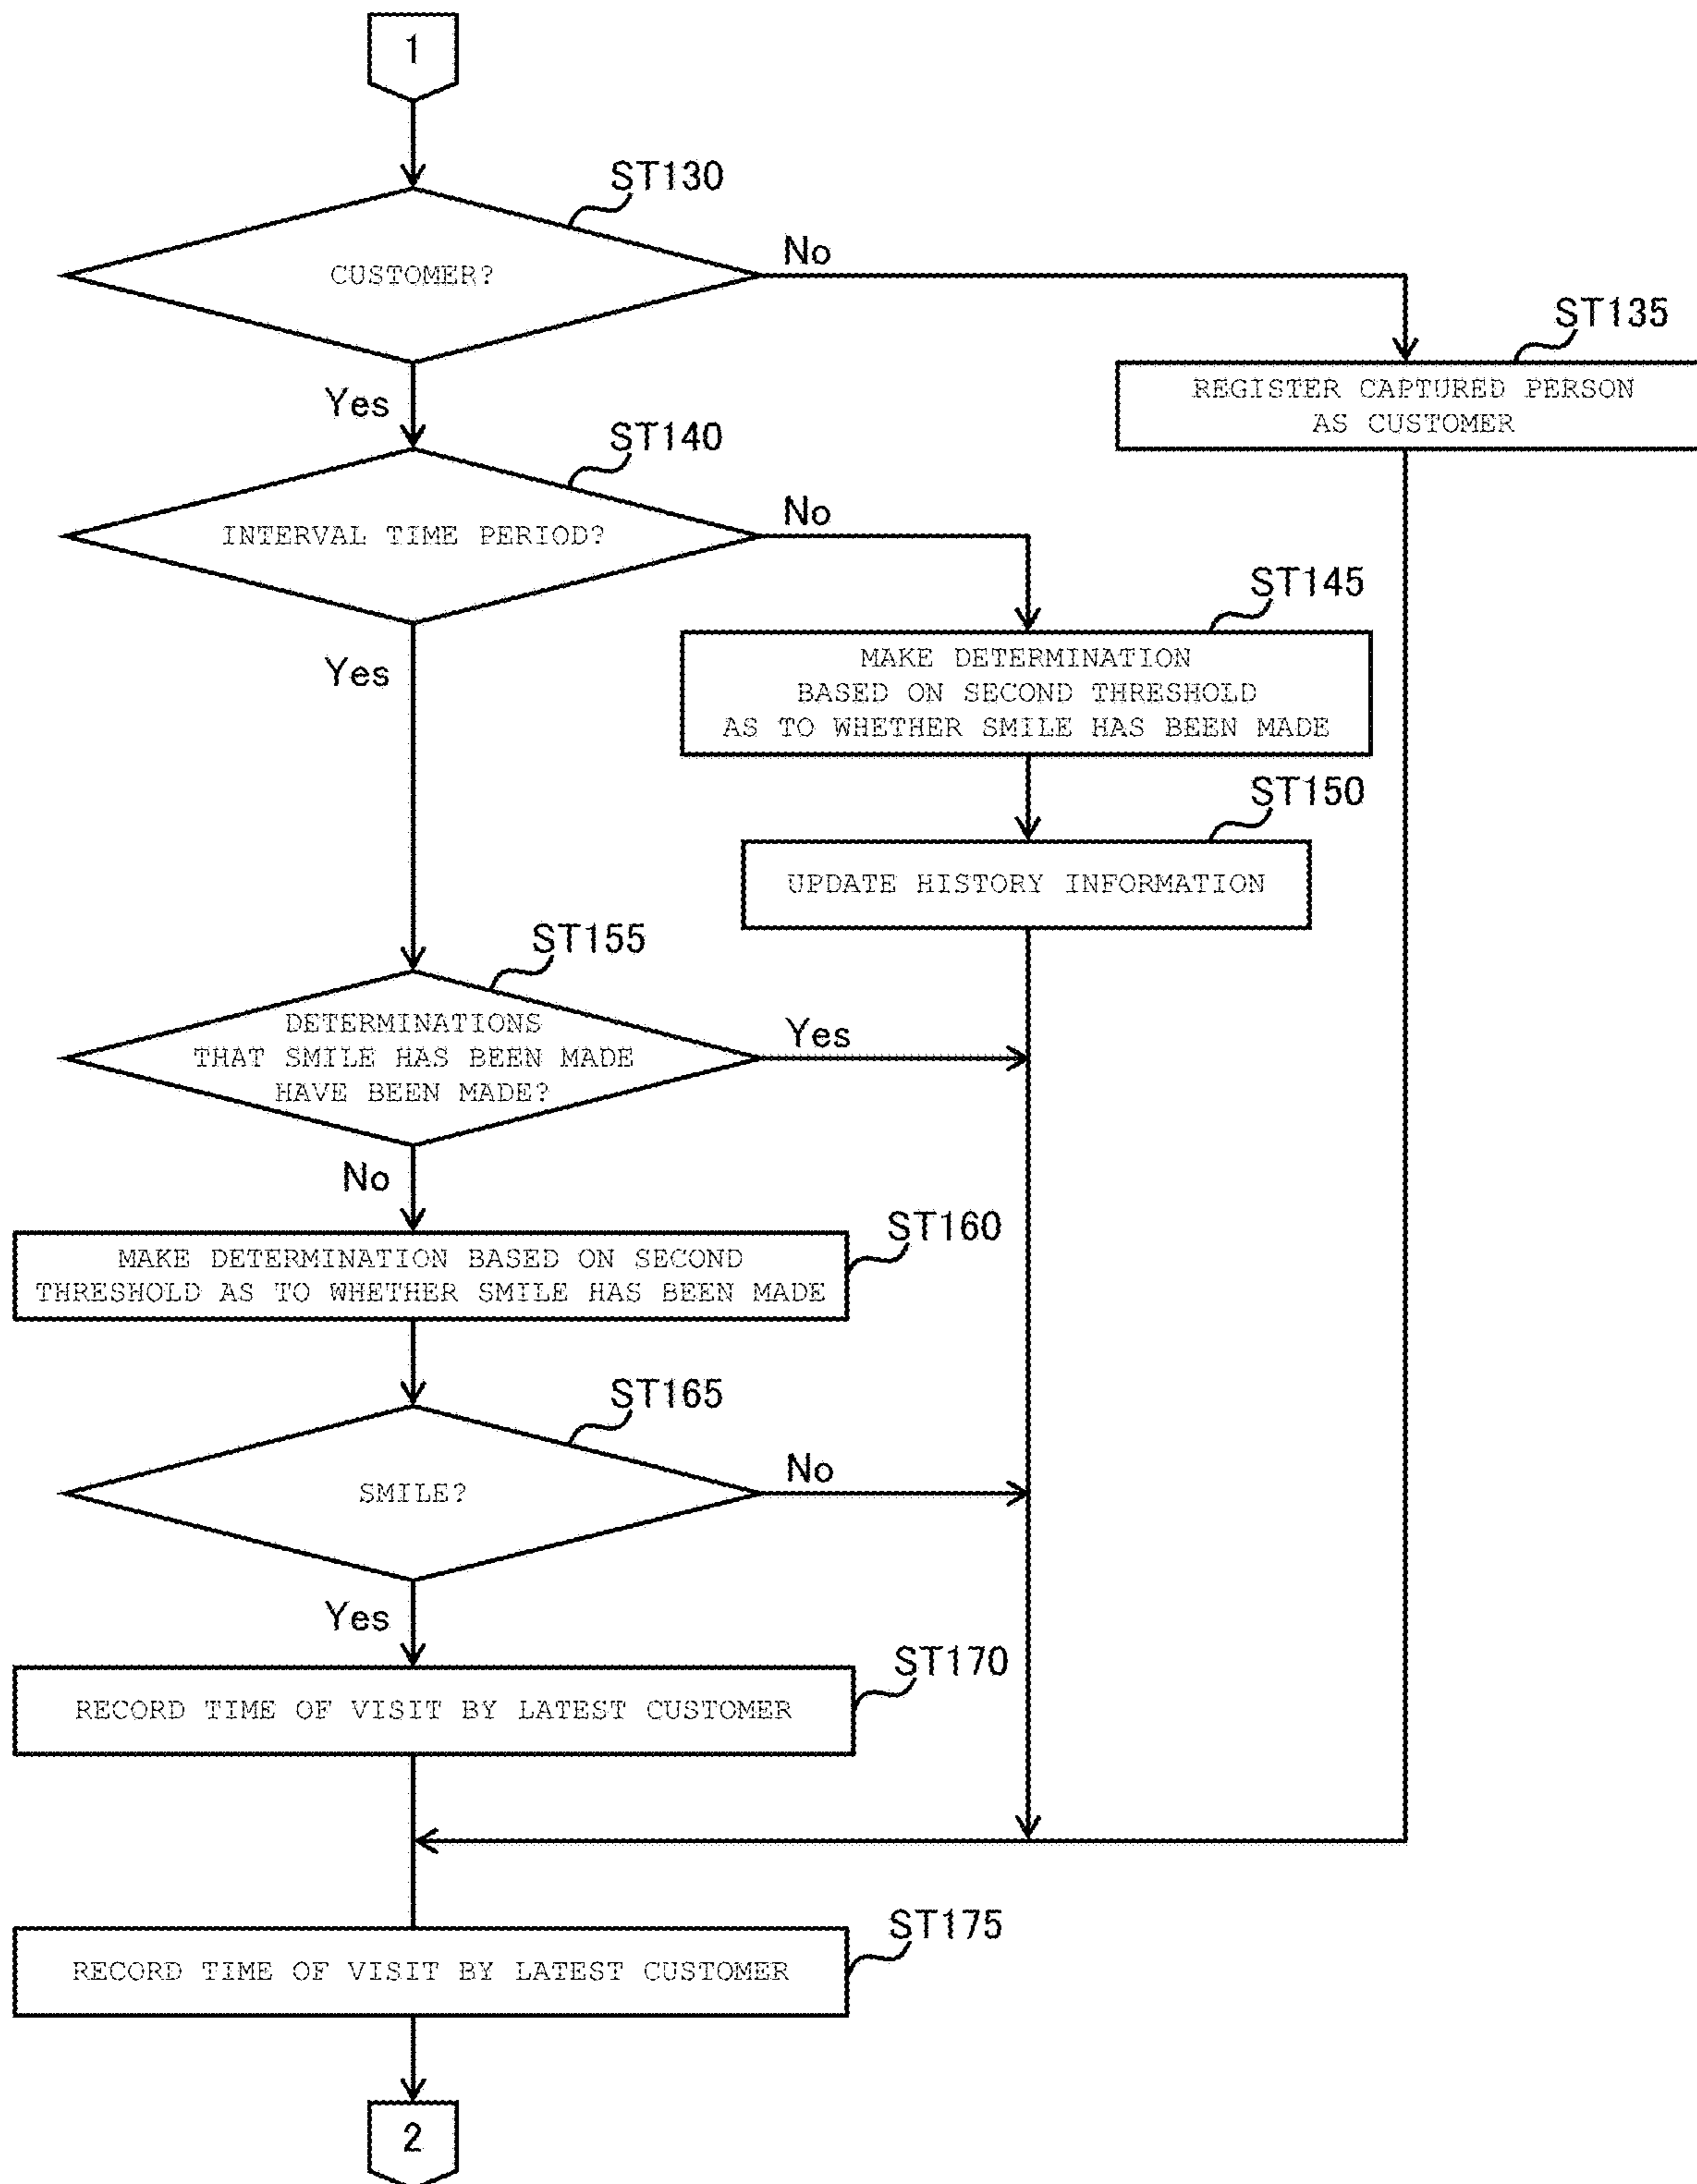 1
ST130
CUSTOMER?
No
ST135
REGISTER CAPTURED PERSON
AS CUSTOMER
Yes
ST140
INTERVAL TIME PERIOD?
No
ST145
MAKE DETERMINATION
BASED ON SECOND THRESHOLD
AS TO WHETHER SMILE HAS BEEN MADE
Yes
ST150
UPDATE HISTORY INFORMATION
ST155
DETERMINATIONS
THAT SMILE HAS BEEN MADE
HAVE BEEN MADE?
Yes
No
ST160
MAKE DETERMINATION BASED ON SECOND
THRESHOLD AS TO WHETHER SMILE HAS BEEN MADE
ST165
SMILE?
No
Yes
ST170
RECORD TIME OF VISIT BY LATEST CUSTOMER
ST175
RECORD TIME OF VISIT BY LATEST CUSTOMER
2